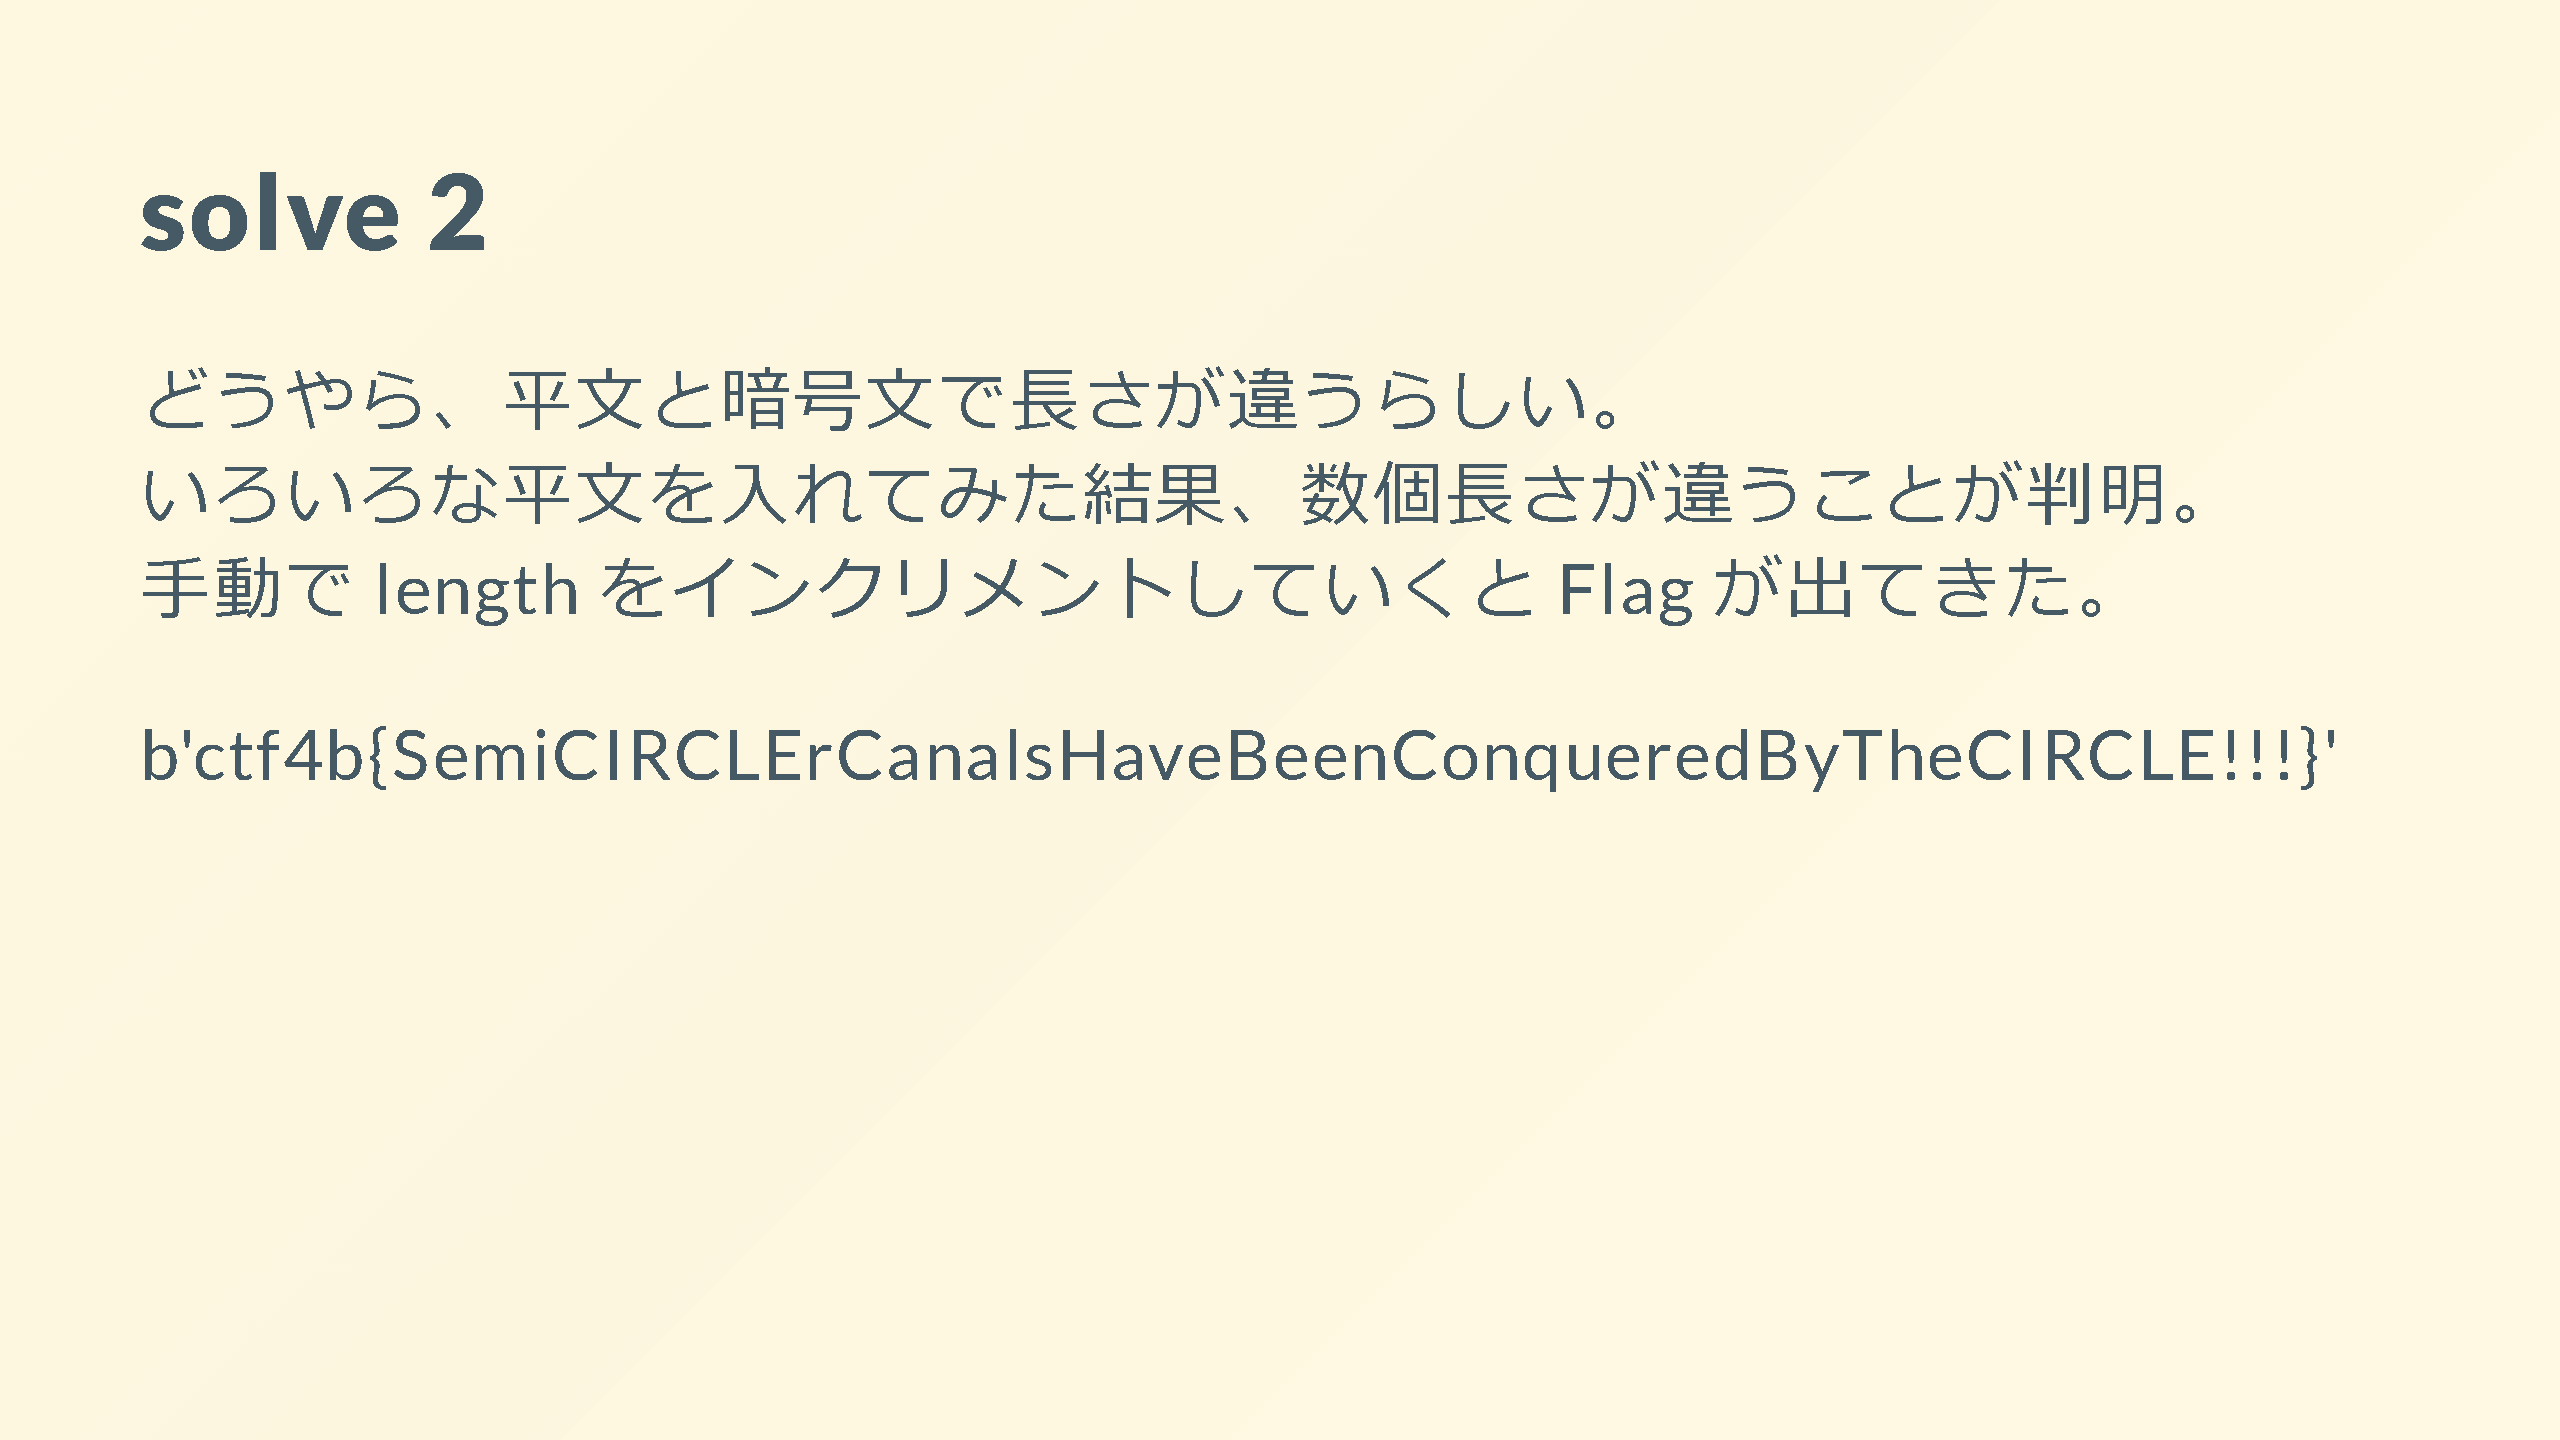 solve 2
どうやら、平文と暗号文で長さが違うらしい。
いろいろな平文を入れてみた結果、数個長さが違うことが判明。
手動で length をインクリメントしていくと Flag が出てきた。
b'ctf4b{SemiCIRCLErCanalsHaveBeenConqueredByTheCIRCLE!!!}'